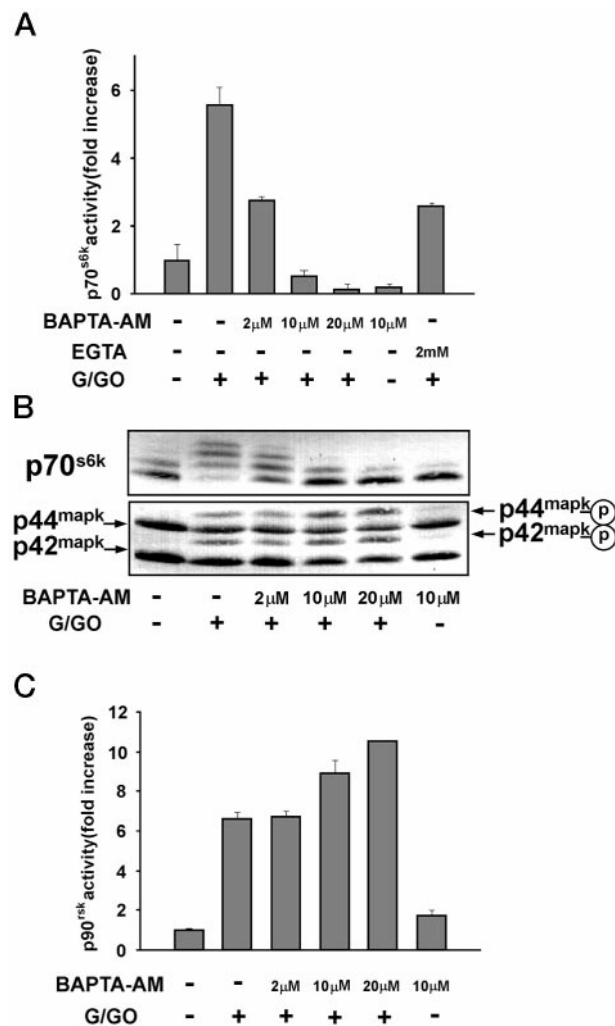 A
p70s6k activity(fold increase)
6
4
2
0
BAPTA-AM - - 2μM 10μM 20μM 10μM -
EGTA - - - - - - 2mM
G/GO - + + + + - +
B
p70s6k
p44mapk p44mapk-P
p42mapk p42mapk-P
BAPTA-AM - - 2μM 10μM 20μM 10μM
G/GO - + + + + -
C
p90rsk activity(fold increase)
12
10
8
6
4
2
0
BAPTA-AM - - 2μM 10μM 20μM 10μM
G/GO - + + + + -